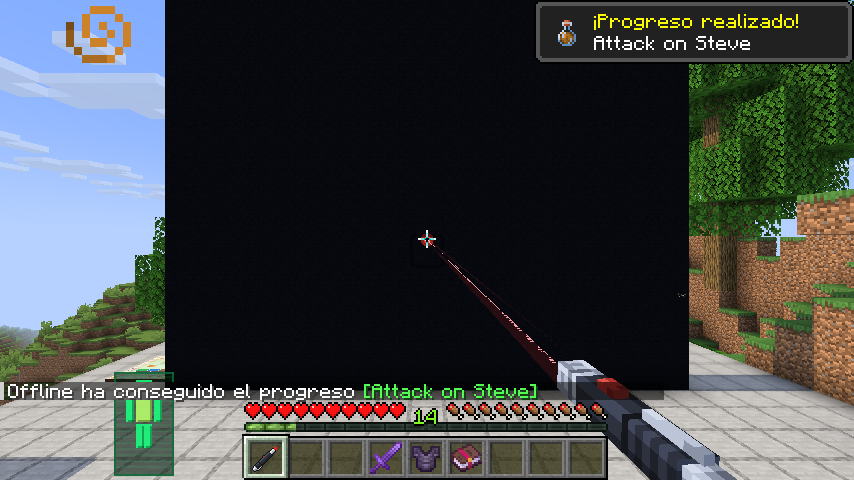 ¡Progreso realizado!
Attack on Steve
Offline ha conseguido el progreso [Attack on Steve]
14